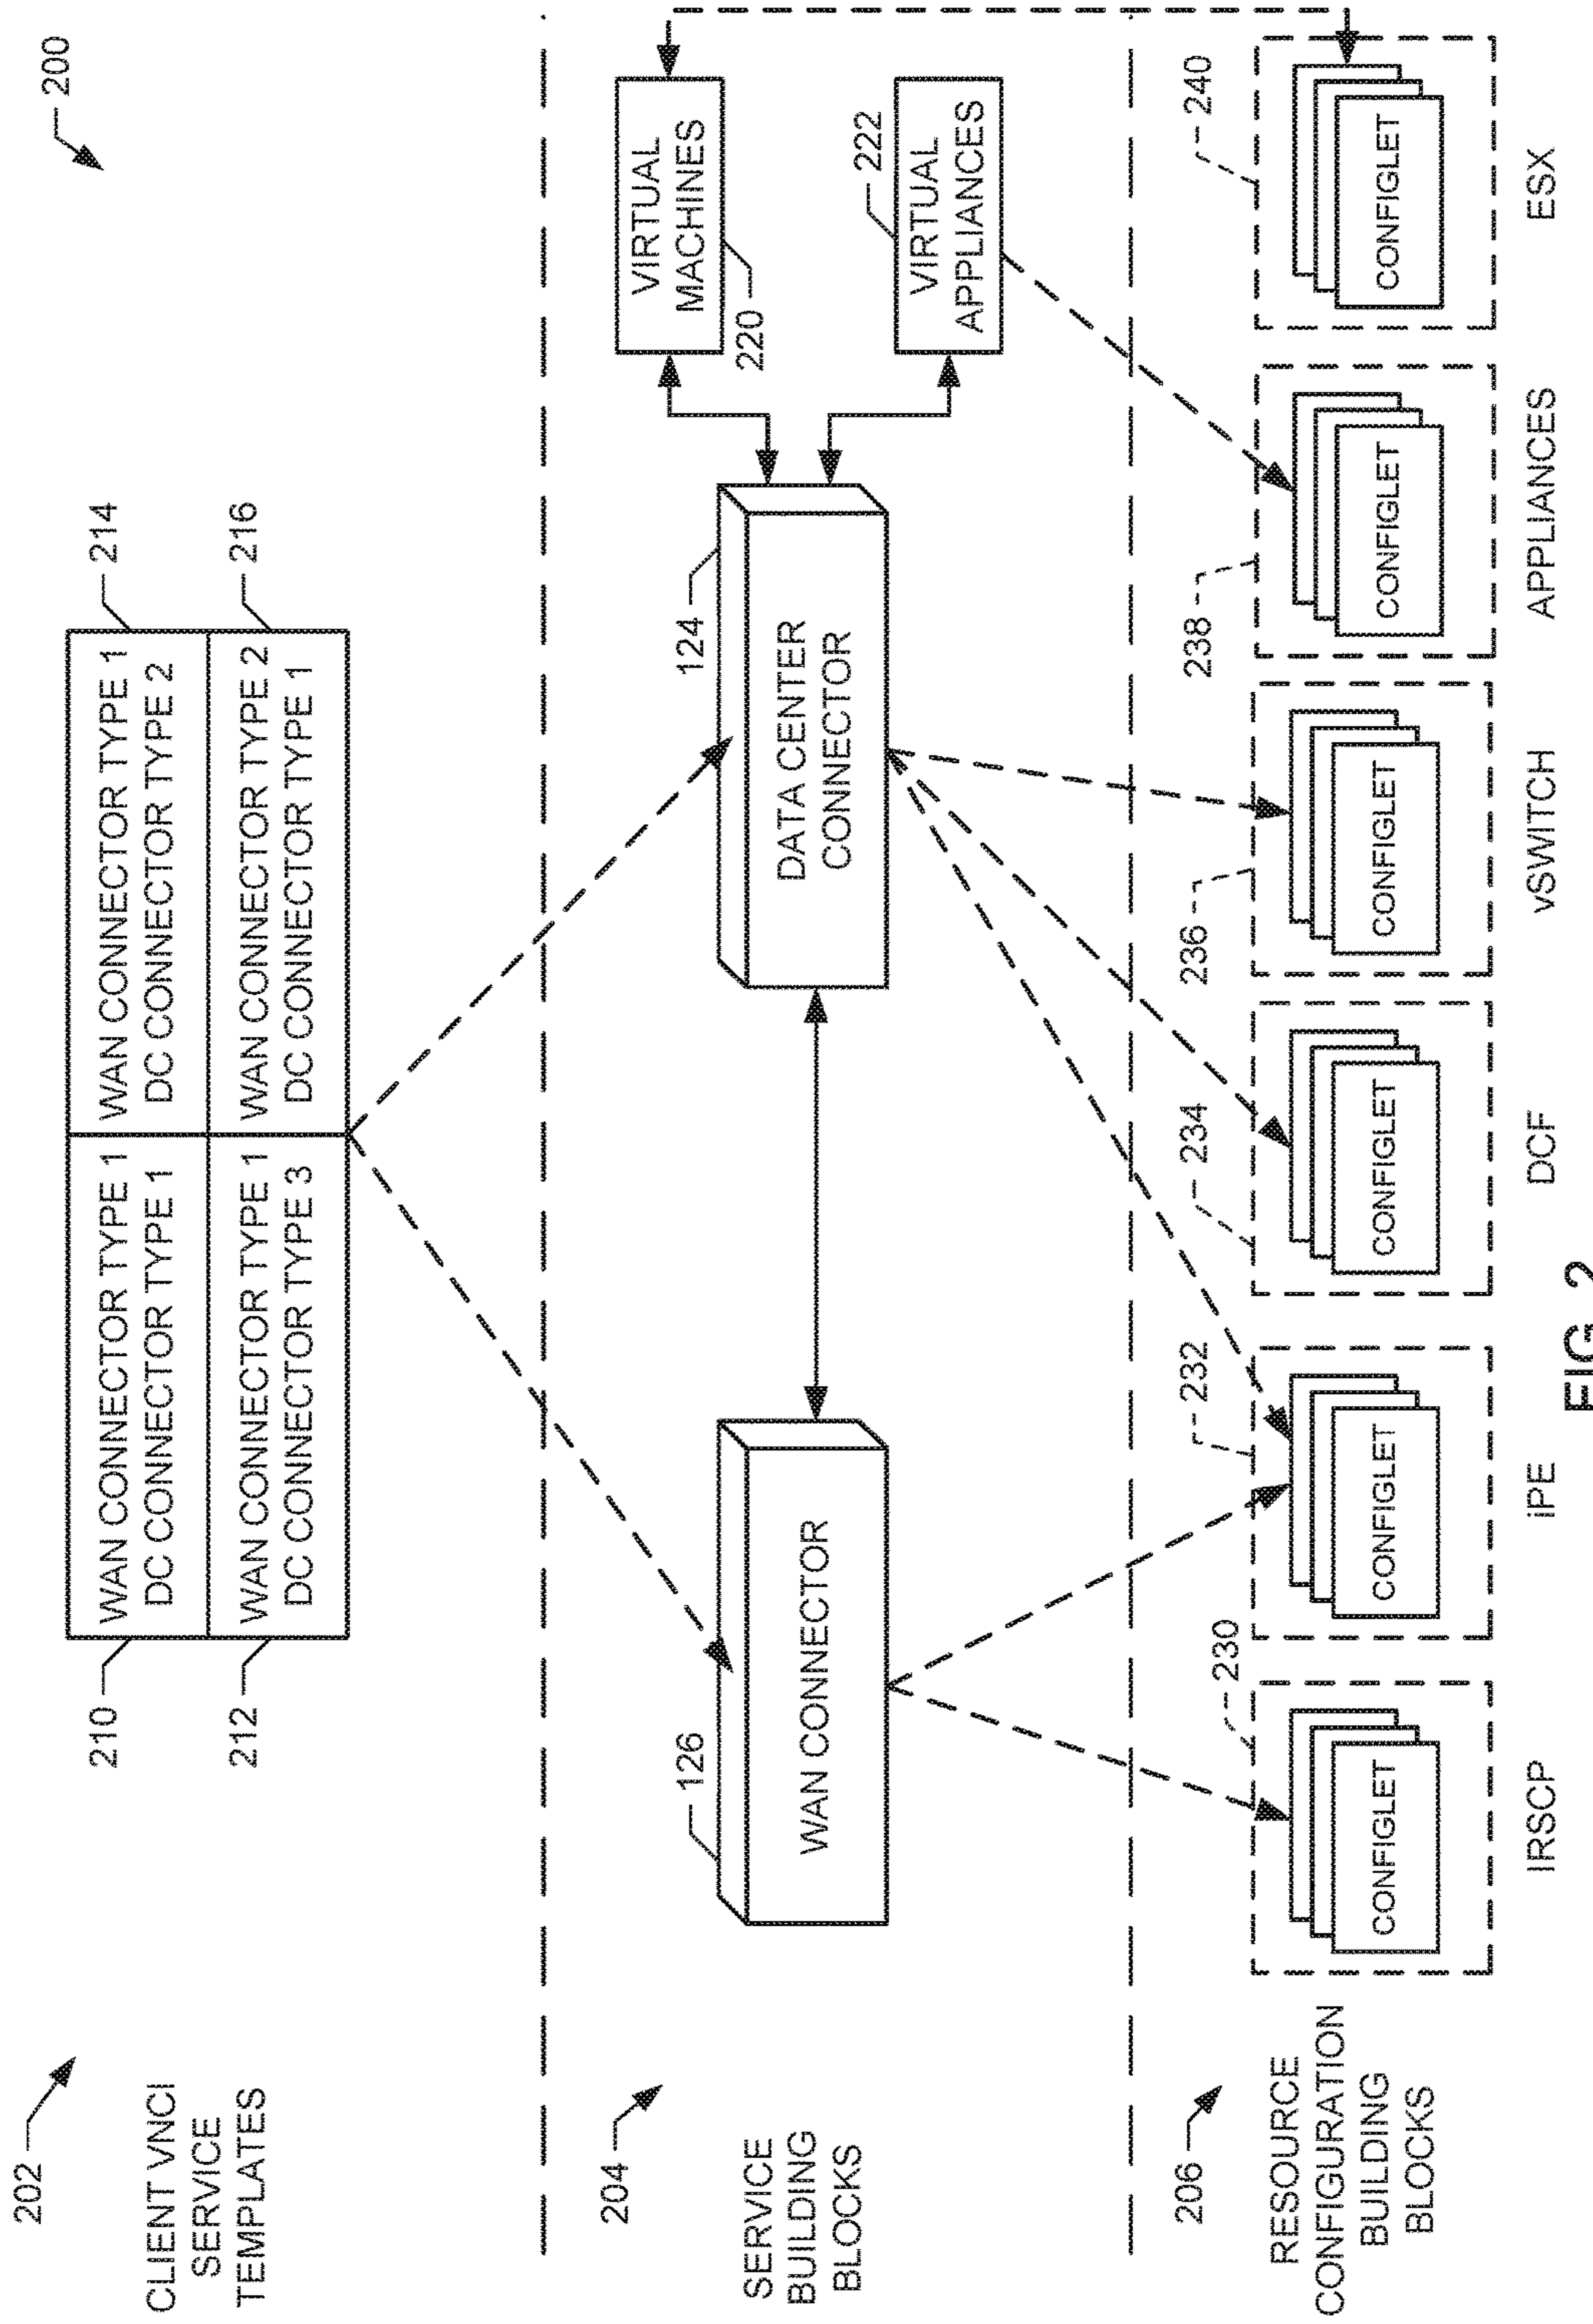 200
202
CLIENT VNCI
SERVICE
TEMPLATES
210
WAN CONNECTOR TYPE 1
DC CONNECTOR TYPE 1
WAN CONNECTOR TYPE 1
DC CONNECTOR TYPE 2
214
212
WAN CONNECTOR TYPE 1
DC CONNECTOR TYPE 3
WAN CONNECTOR TYPE 2
DC CONNECTOR TYPE 1
216
204
SERVICE
BUILDING
BLOCKS
126
WAN CONNECTOR
124
DATA CENTER
CONNECTOR
VIRTUAL
MACHINES
220
222
VIRTUAL
APPLIANCES
206
RESOURCE
CONFIGURATION
BUILDING
BLOCKS
230
CONFIGLET
IRSCP
232
CONFIGLET
iPE
234
CONFIGLET
DCF
236
CONFIGLET
vSWITCH
238
CONFIGLET
APPLIANCES
240
CONFIGLET
ESX
FIG. 2